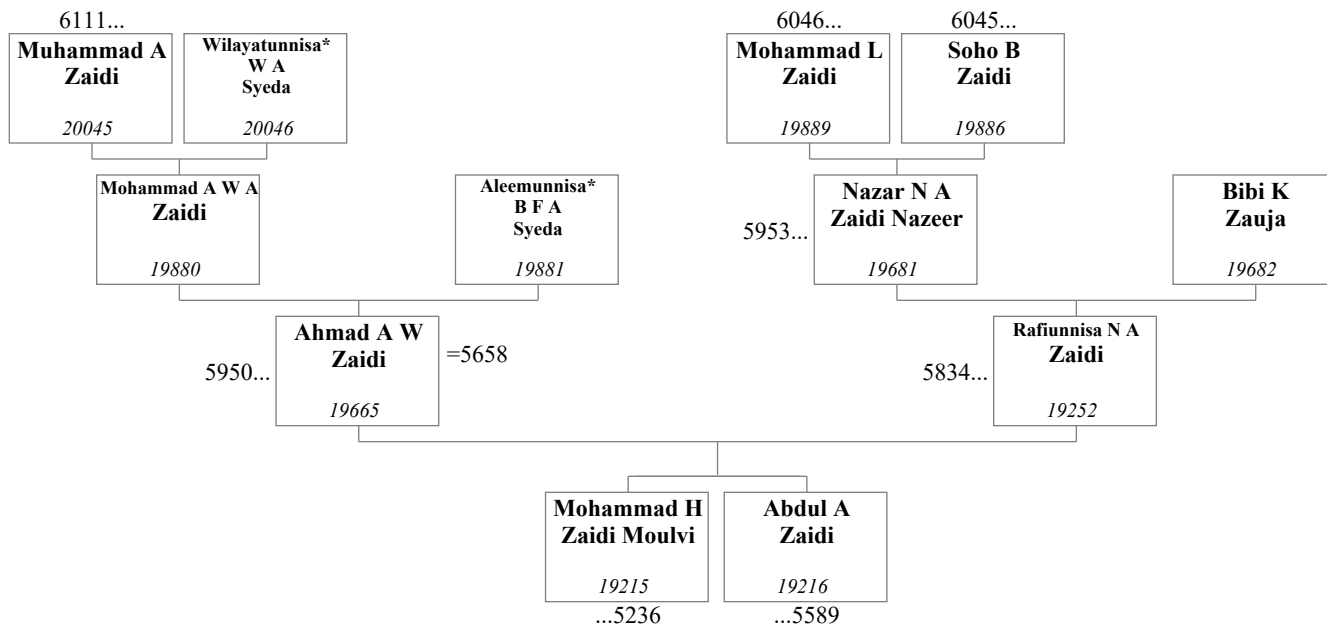 6111...
Muhammad A
Zaidi
20045
Wilayatunnisa*
W A
Syeda
20046
6046...
Mohammad L
Zaidi
19889
6045...
Soho B
Zaidi
19886
Mohammad A W A
Zaidi
19880
Aleemunnisa*
B F A
Syeda
19881
5953...
Nazar N A
Zaidi Nazeer
19681
Bibi K
Zauja
19682
5950...
Ahmad A W
Zaidi
19665
=5658
5834...
Rafiunnisa N A
Zaidi
19252
Mohammad H
Zaidi Moulvi
19215
...5236
Abdul A
Zaidi
19216
...5589